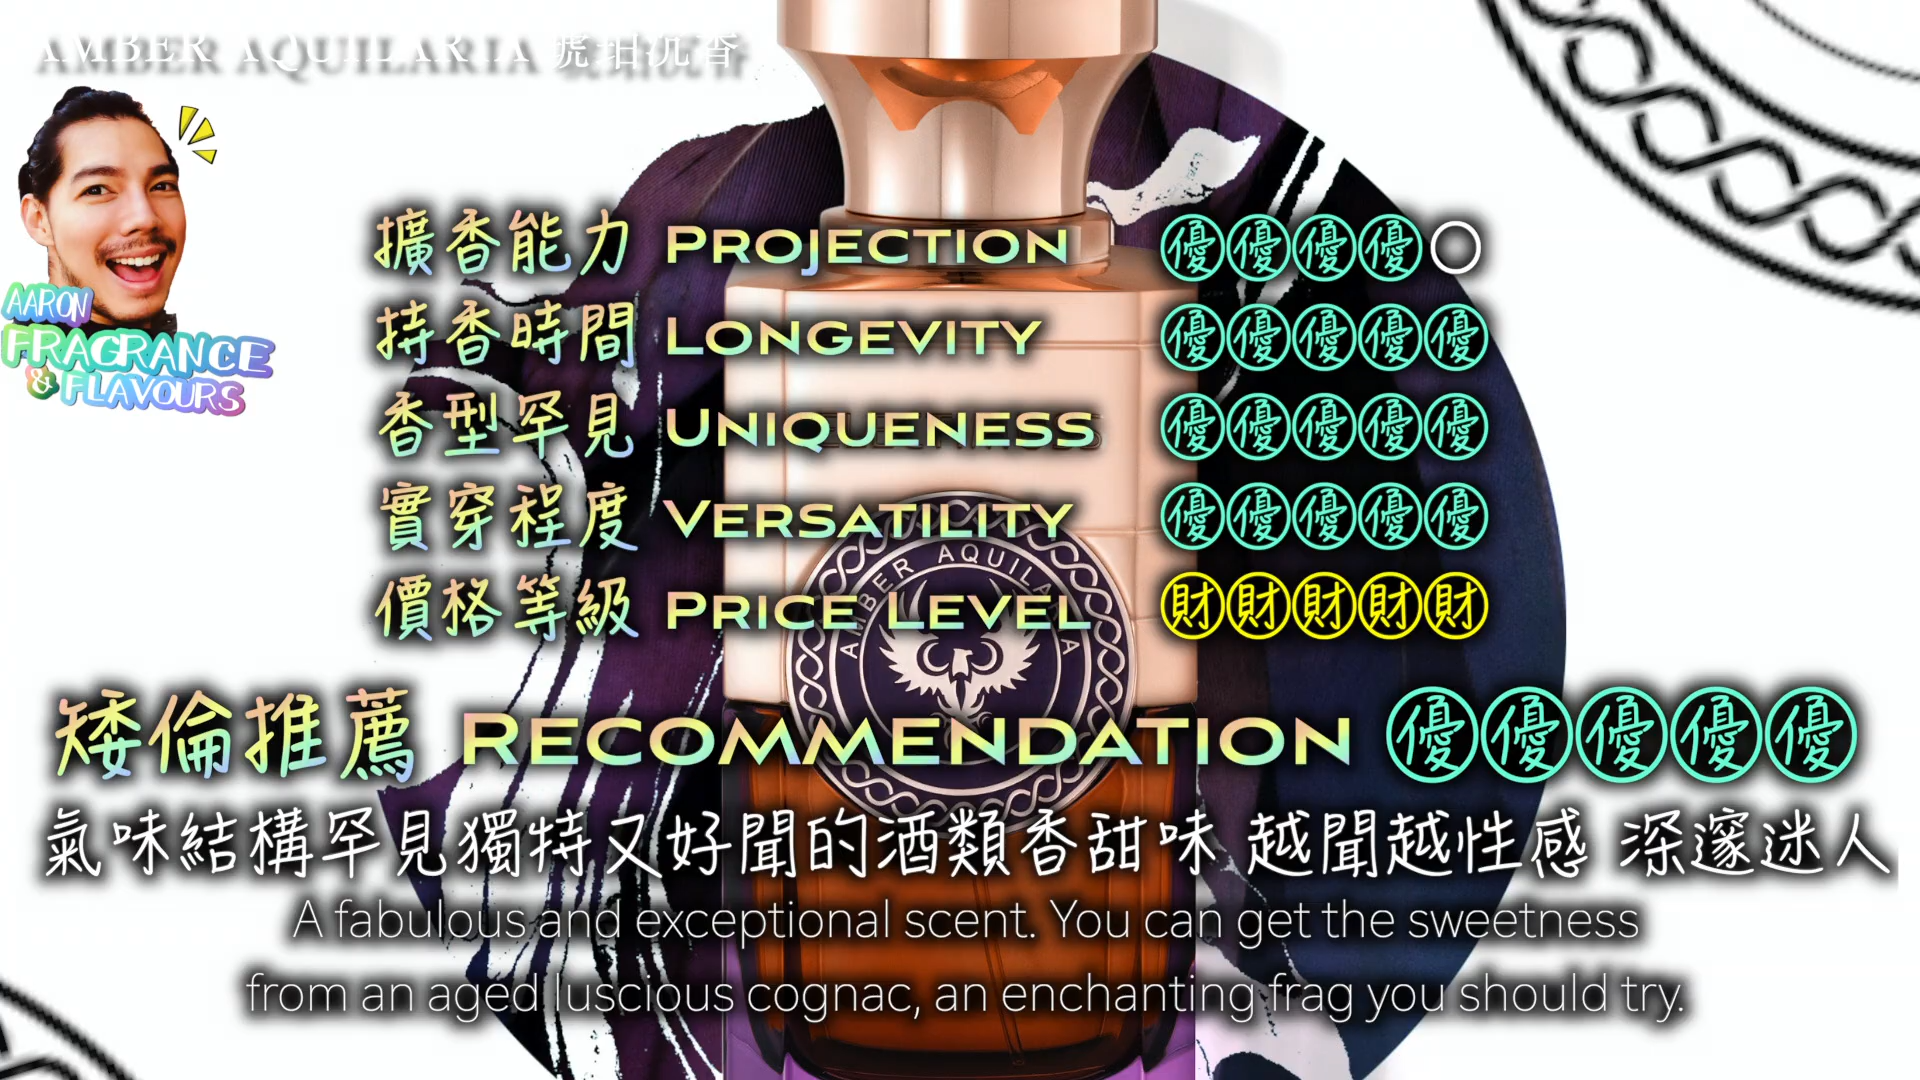 AMBER AQUILARIA 琥珀沉香
AARON
FRAGRANCE
& FLAVOURS
擴香能力 PROJECTION 優優優優○
持香時間 LONGEVITY 優優優優優
香型罕見 UNIQUENESS 優優優優優
實穿程度 VERSATILITY 優優優優優
價格等級 PRICE LEVEL 財財財財財
AMBER AQUILARIA
矮倫推薦 RECOMMENDATION 優優優優優
氣味結構罕見獨特又好聞的酒類香甜味 越聞越性感 深邃迷人
A fabulous and exceptional scent. You can get the sweetness
from an aged luscious cognac, an enchanting frag you should try.